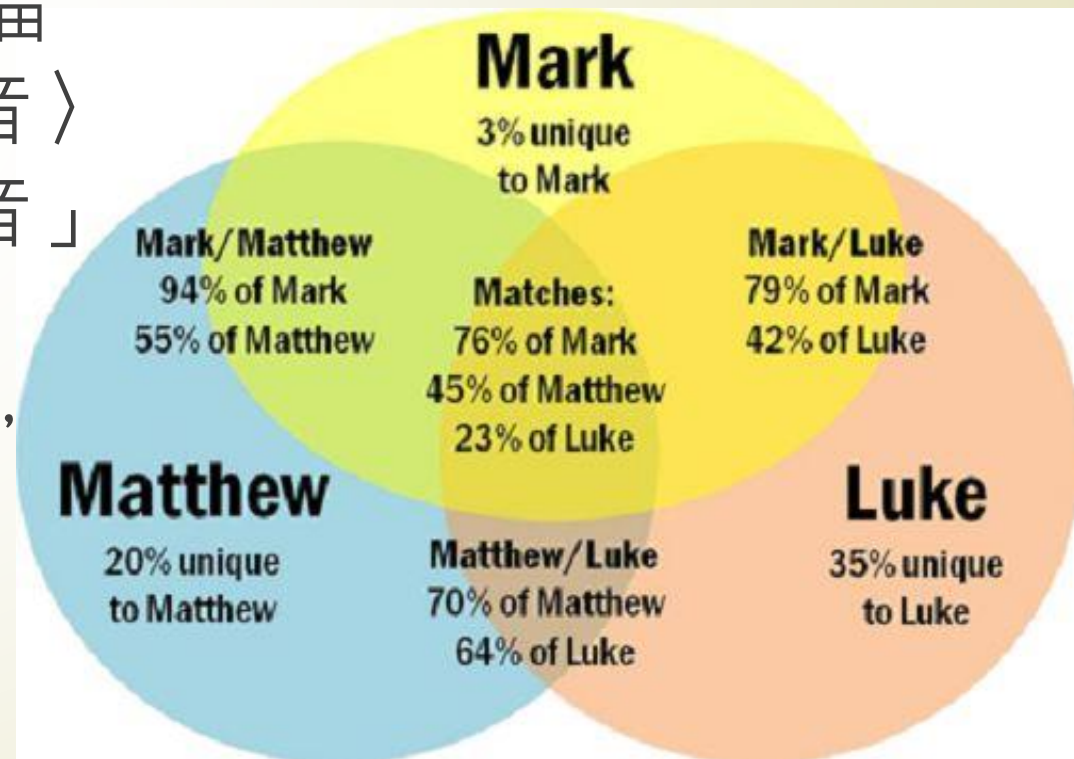 音〉
音」
,
Mark
3% unique
to Mark
Mark/Matthew
94% of Mark
55% of Matthew
Matches:
76% of Mark
45% of Matthew
23% of Luke
Mark/Luke
79% of Mark
42% of Luke
Matthew
20% unique
to Matthew
Matthew/Luke
70% of Matthew
64% of Luke
Luke
35% unique
to Luke